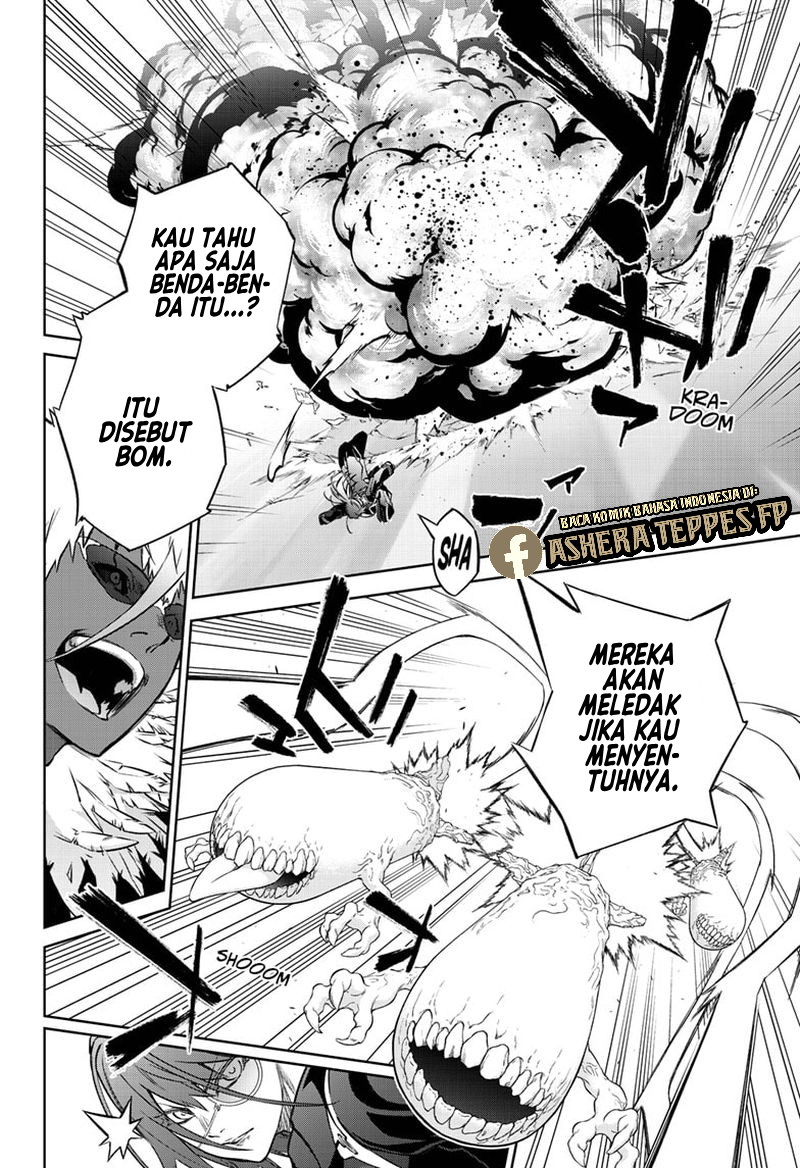 KAU TAHU
APA SAJA
BENDA-BEN-
DA ITU...?
ITU
DISEBUT
BOM.
KRA-
DOOM
SHA
BACA KOMIK BAHASA INDONESIA DI:
f ASHERA TEPPES FP
MEREKA
AKAN
MELEDAK
JIKA KAU
MENYEN-
TUHNYA.
SHOOOM